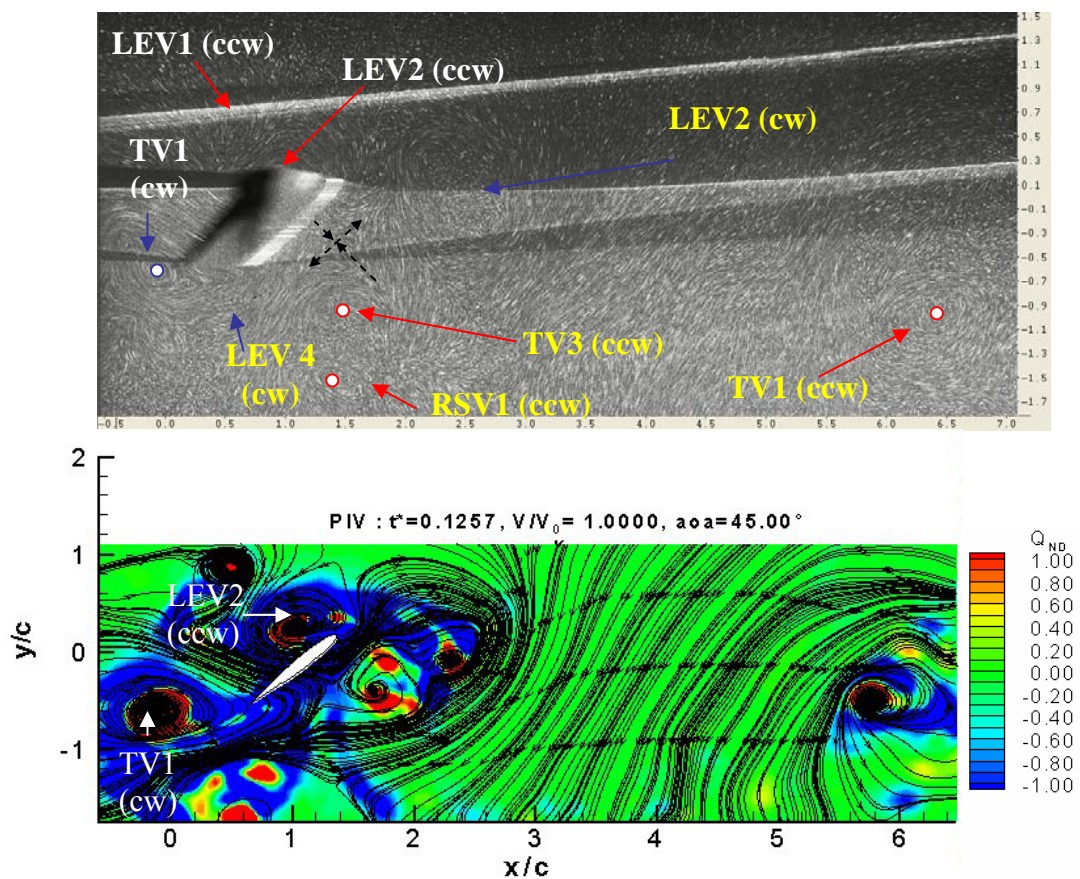 LEV1 (ccw)
LEV2 (ccw)
LEV2 (cw)
TV1
(cw)
LEV 4
(cw)
TV3 (ccw)
RSV1 (ccw)
TV1 (ccw)
1.5
1.3
1.1
0.9
0.7
0.5
0.3
0.1
-0.1
-0.3
-0.5
-0.7
-0.9
-1.1
-1.3
-1.5
-1.7
-0.5 0.0 0.5 1.0 1.5 2.0 2.5 3.0 3.5 4.0 4.5 5.0 5.5 6.0 6.5 7.0
PIV : t*=0.1257, V/V0= 1.0000, aoa=45.00°
LEV2
(ccw)
TV1
(cw)
y/c
2
1
0
-1
0 1 2 3 4 5 6
x/c
QND
1.00
0.80
0.60
0.40
0.20
0.00
-0.20
-0.40
-0.60
-0.80
-1.00